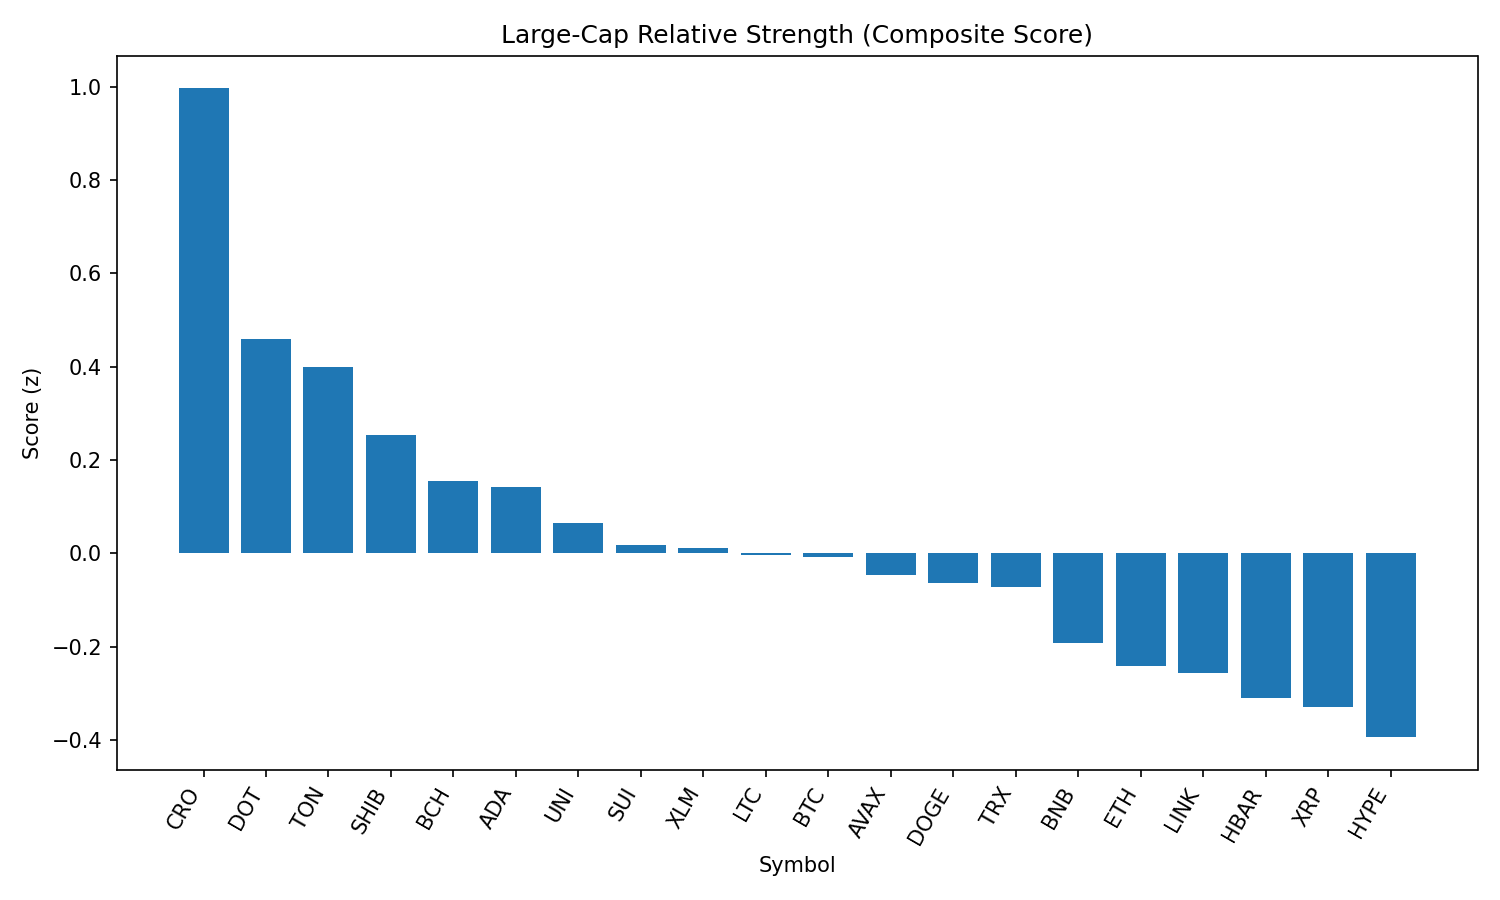 Large-Cap Relative Strength (Composite Score)
1.0
0.8
0.6
0.4
0.2
0.0
−0.2
−0.4
Score (z)
CRO
DOT
TON
SHIB
BCH
ADA
UNI
SUI
XLM
LTC
BTC
AVAX
DOGE
TRX
BNB
ETH
LINK
HBAR
XRP
HYPE
Symbol